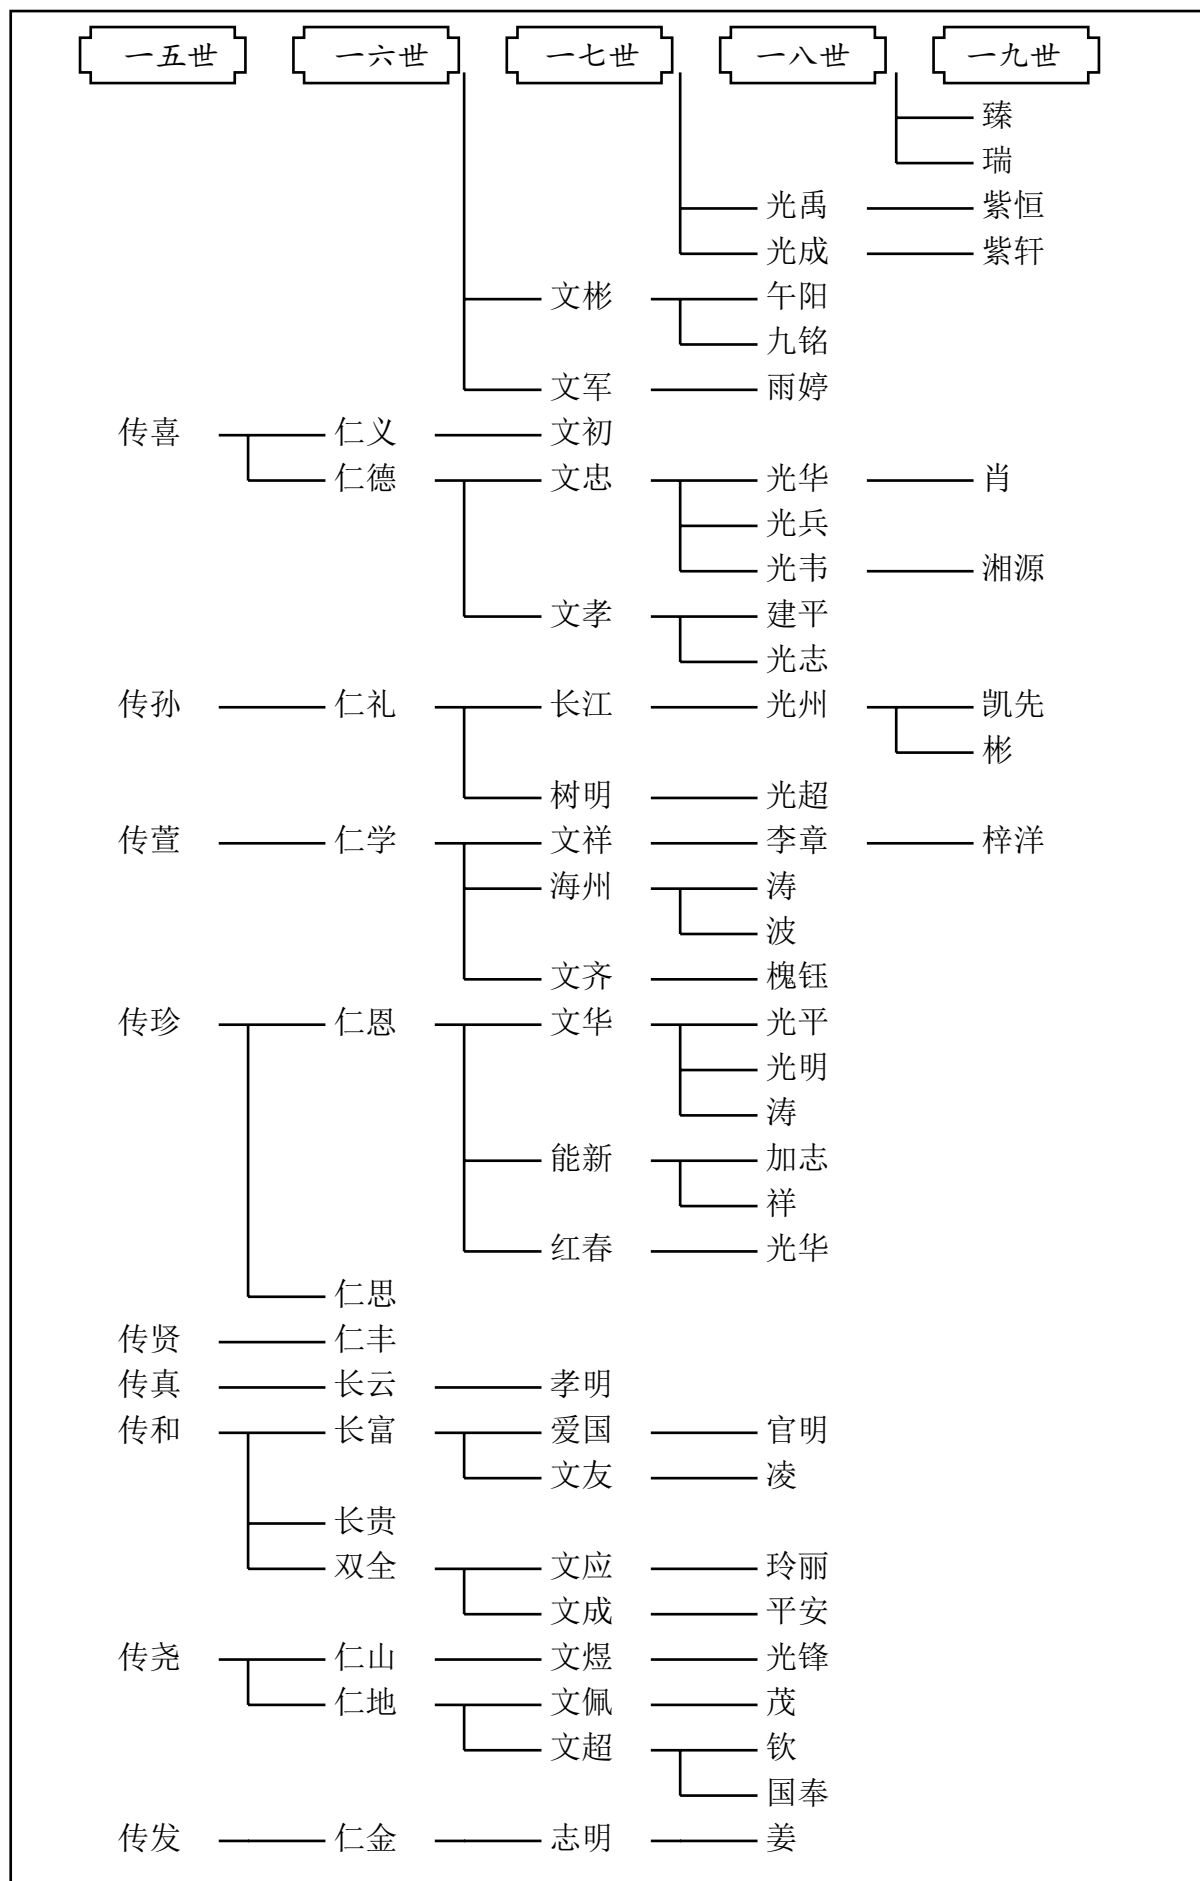 一五世 一六世 一七世 一八世 一九世
臻
瑞
光禹 紫恒
光成 紫轩
文彬 午阳
九铭
文军 雨婷
传喜 仁义 文初
仁德 文忠 光华 肖
光兵
光韦 湘源
文孝 建平
光志
传孙 仁礼 长江 光州 凯先
彬
树明 光超
传萱 仁学 文祥 李章 梓洋
海州 涛
波
文齐 槐钰
传珍 仁恩 文华 光平
光明
涛
能新 加志
祥
红春 光华
仁思
传贤 仁丰
传真 长云 孝明
传和 长富 爱国 官明
文友 凌
长贵
双全 文应 玲丽
文成 平安
传尧 仁山 文煜 光锋
仁地 文佩 茂
文超 钦
国奉
传发 仁金 志明 姜